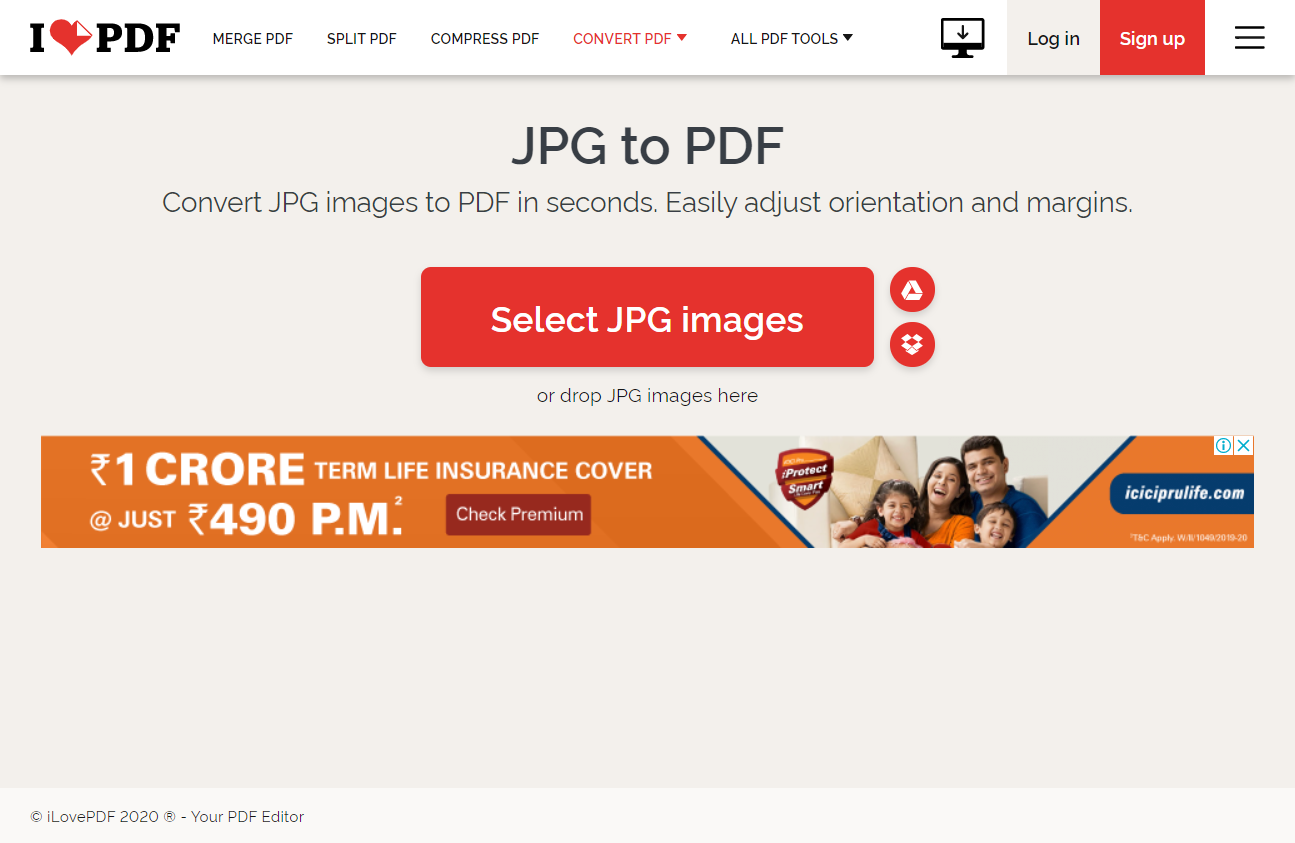 I PDF
MERGE PDF
SPLIT PDF
COMPRESS PDF
CONVERT PDF
ALL PDF TOOLS
Log in
Sign up
JPG to PDF
Convert JPG images to PDF in seconds. Easily adjust orientation and margins.
Select JPG images
or drop JPG images here
₹1 CRORE TERM LIFE INSURANCE COVER
@ JUST ₹490 P.M.²
Check Premium
iProtect
Smart
iciciprulife.com
²T&C Apply. W/II/1049/2019-20
© iLovePDF 2020 ® - Your PDF Editor